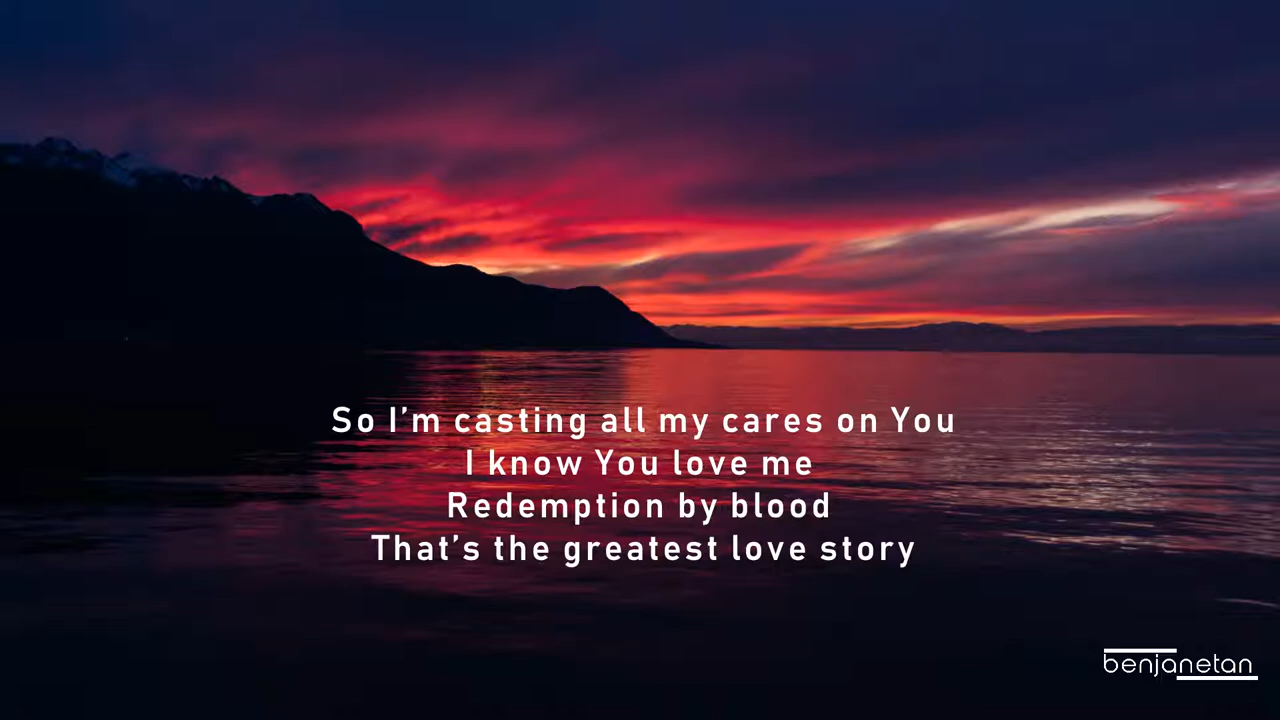 So I’m casting all my cares on You
I know You love me
Redemption by blood
That’s the greatest love story
benjanetan